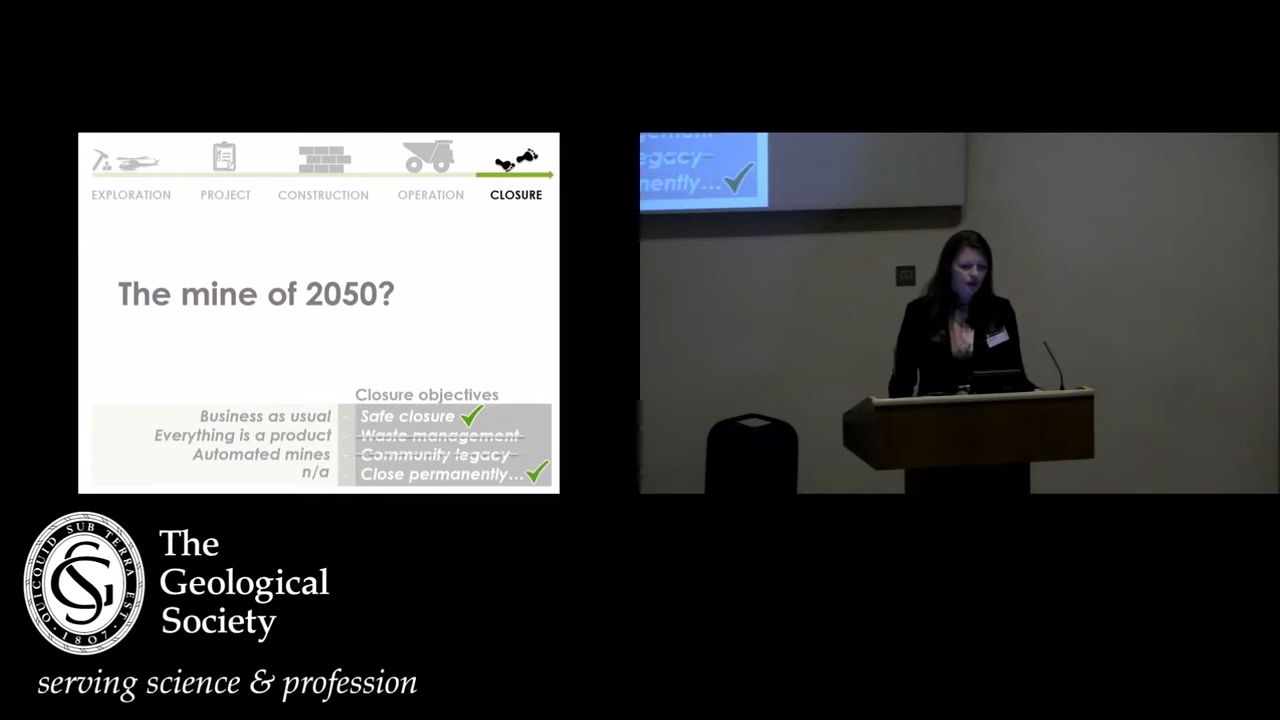 EXPLORATION PROJECT CONSTRUCTION OPERATION CLOSURE
The mine of 2050?
Closure objectives
Business as usual - Safe closure
Everything is a product - Waste management
Automated mines - Community legacy
n/a - Close permanently…
egacy
nently…
QUICQUID SUB TERRA EST
1807
The
Geological
Society
serving science & profession